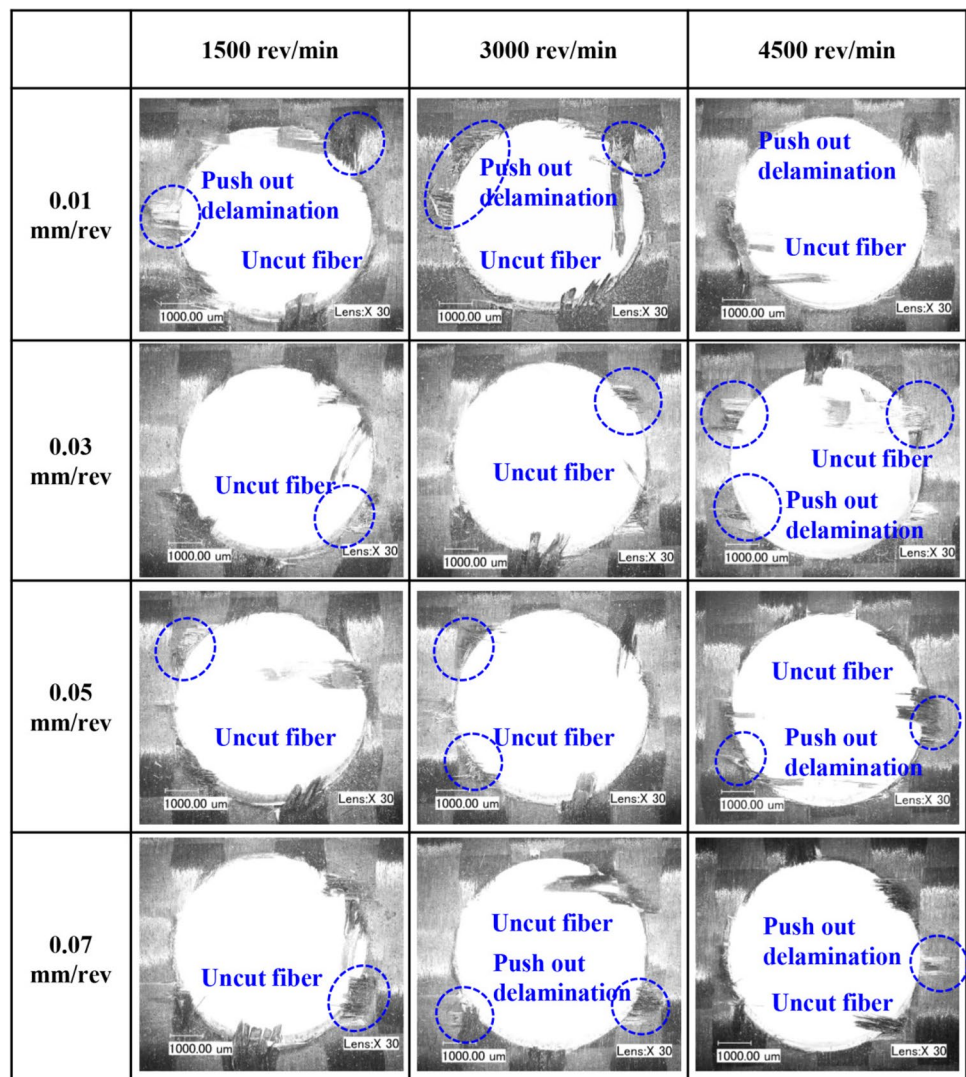 1500 rev/min
3000 rev/min
4500 rev/min
0.01
mm/rev
Push out
delamination
Uncut fiber
1000.00 um
Lens:X 30
Push out
delamination
Uncut fiber
1000.00 um
Lens:X 30
Push out
delamination
Uncut fiber
1000.00 um
Lens:X 30
0.03
mm/rev
Uncut fiber
1000.00 um
Lens:X 30
Uncut fiber
1000.00 um
Lens:X 30
Uncut fiber
Push out
delamination
1000.00 um
Lens:X 30
0.05
mm/rev
Uncut fiber
1000.00 um
Lens:X 30
Uncut fiber
1000.00 um
Lens:X 30
Uncut fiber
Push out
delamination
1000.00 um
Lens:X 30
0.07
mm/rev
Uncut fiber
1000.00 um
Lens:X 30
Uncut fiber
Push out
delamination
1000.00 um
Lens:X 30
Push out
delamination
Uncut fiber
1000.00 um
Lens:X 30